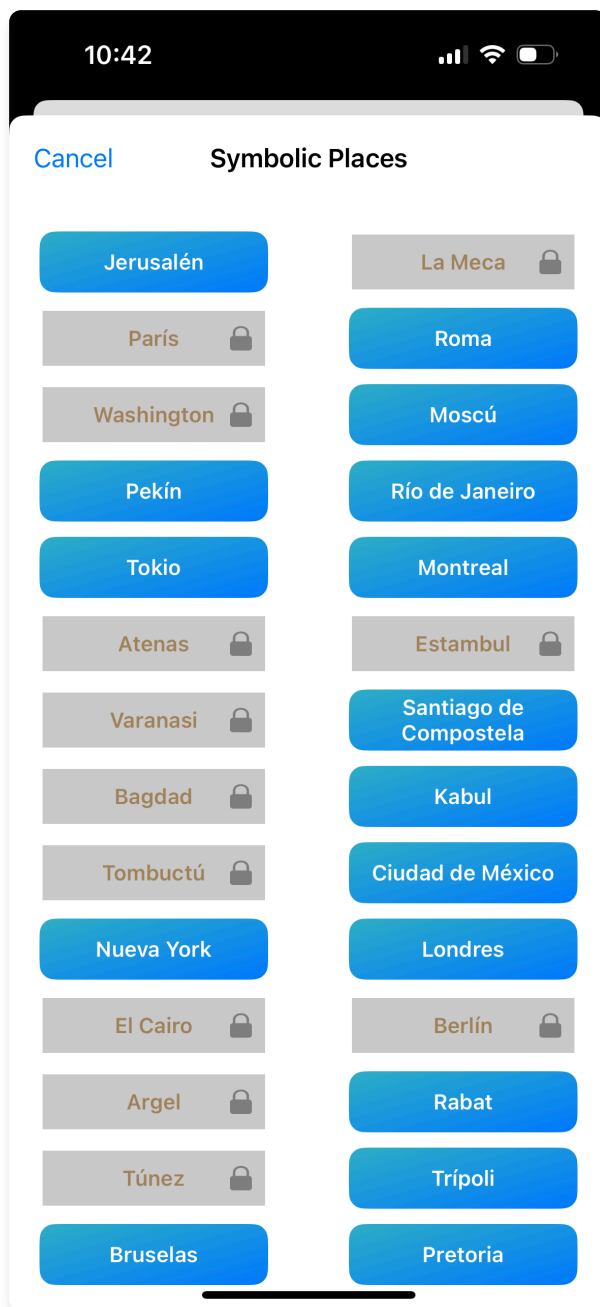 10:42
Cancel
Symbolic Places
Jerusalén
La Meca
París
Roma
Washington
Moscú
Pekín
Río de Janeiro
Tokio
Montreal
Atenas
Estambul
Varanasi
Santiago de
Compostela
Bagdad
Kabul
Tombuctú
Ciudad de México
Nueva York
Londres
El Cairo
Berlín
Argel
Rabat
Túnez
Trípoli
Bruselas
Pretoria